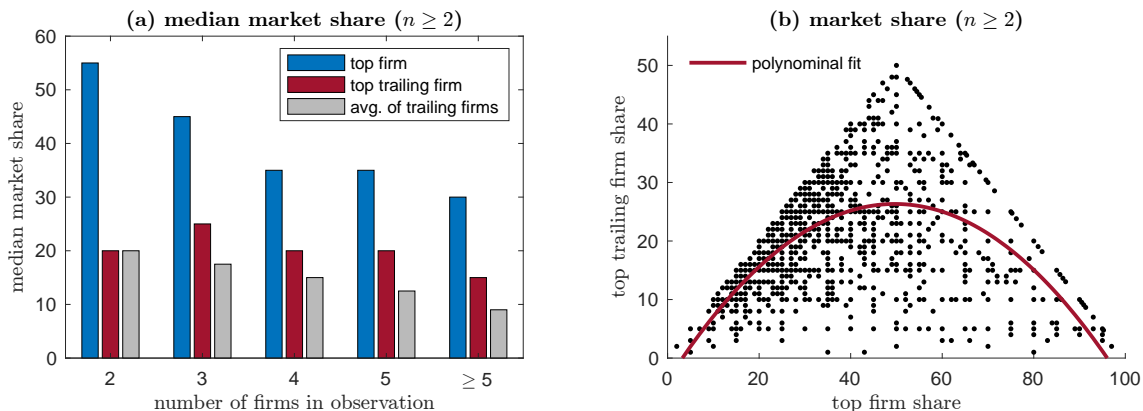 (a) median market share (n ≥ 2)
60
50
40
30
20
10
0
median market share
top firm
top trailing firm
avg. of trailing firms
2 3 4 5 ≥ 5
number of firms in observation
(b) market share (n ≥ 2)
50
40
30
20
10
0
top trailing firm share
polynominal fit
0 20 40 60 80 100
top firm share